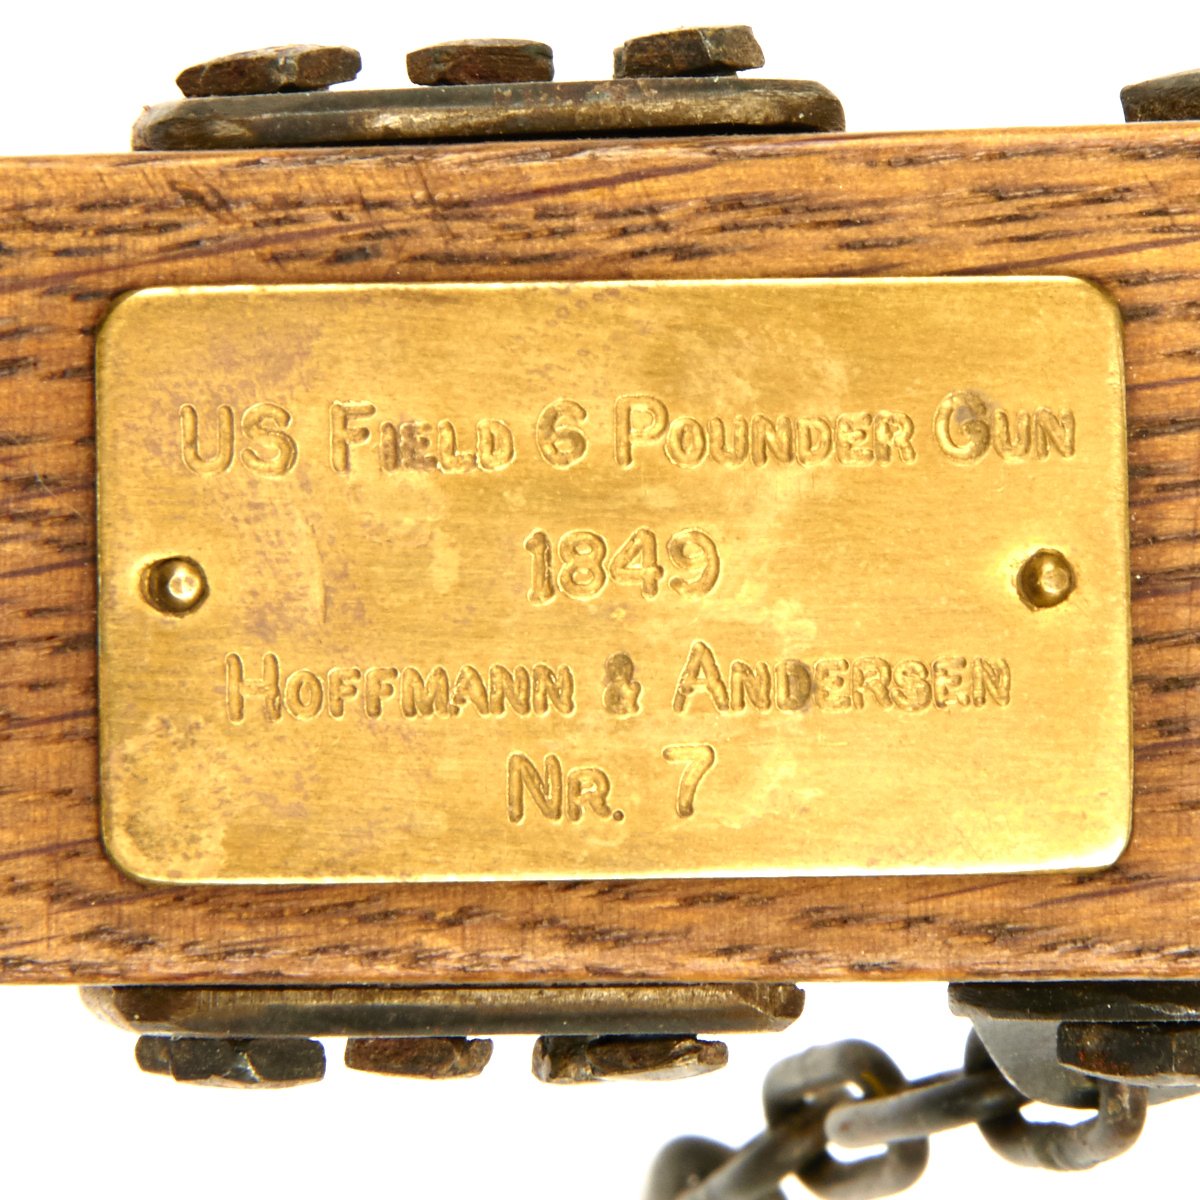 US Field 6 Pounder Gun
1849
Hoffmann & Andersen
Nr. 7